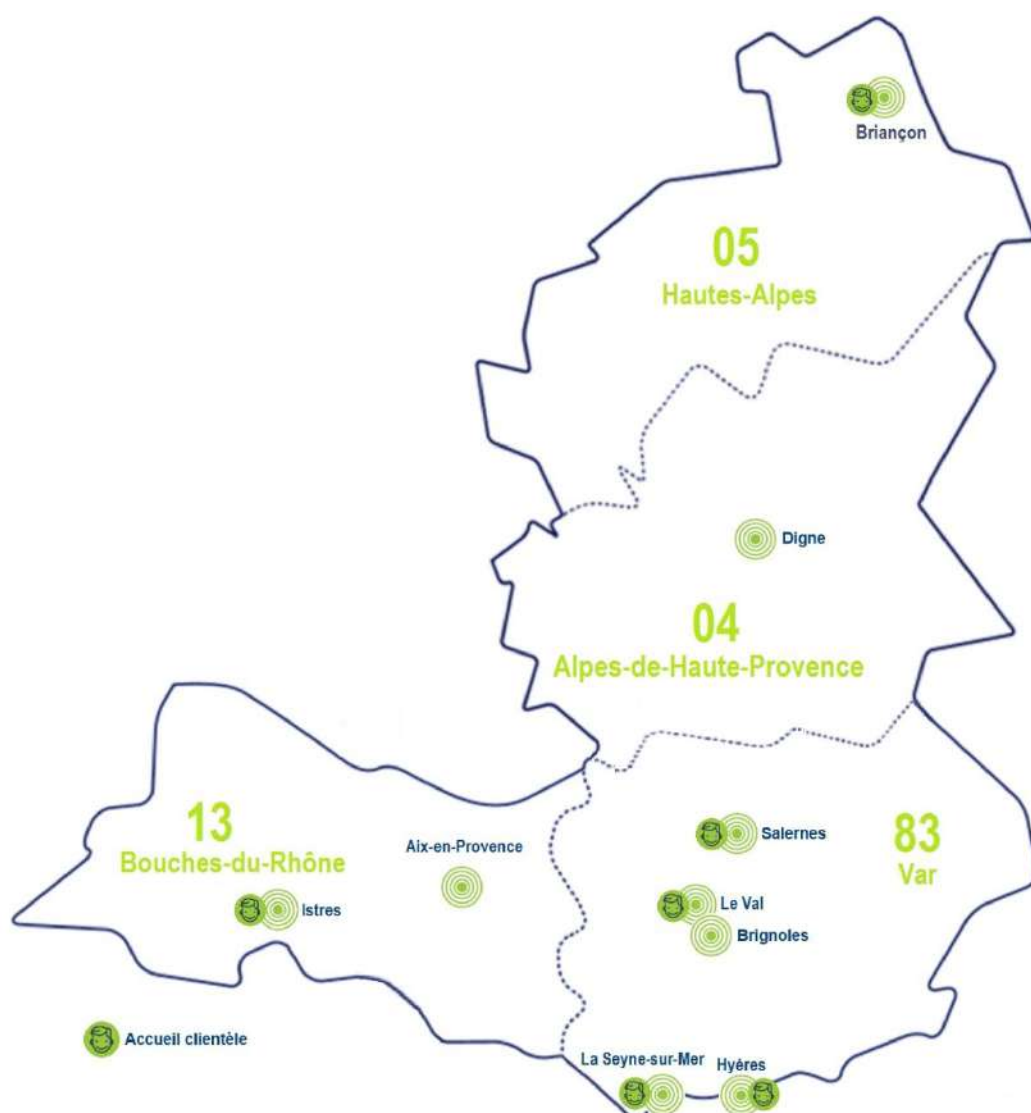 Briançon
05
Hautes-Alpes
Digne
04
Alpes-de-Haute-Provence
13
Bouches-du-Rhône
Aix-en-Provence
Istres
Salernes
83
Var
Le Val
Brignoles
Accueil clientèle
La Seyne-sur-Mer
Hyéres